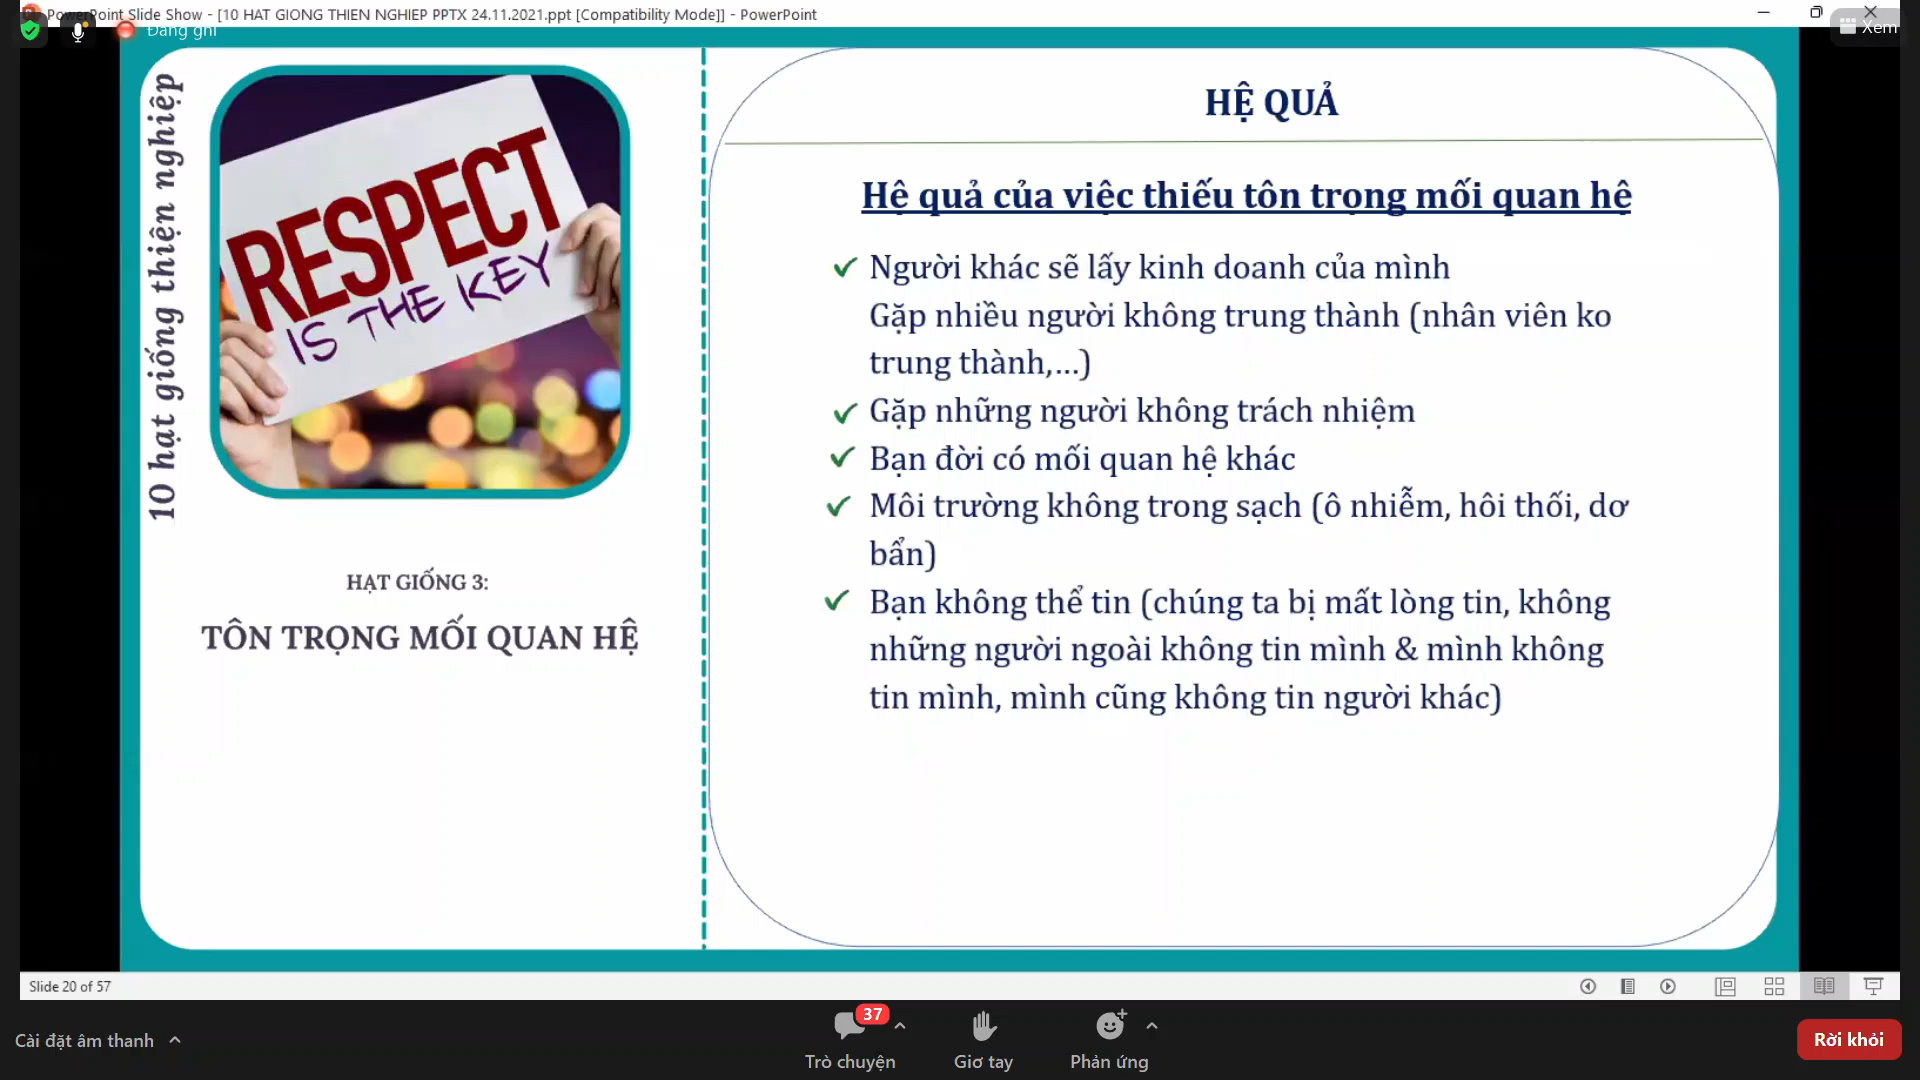 PowerPoint Slide Show - [10 HAT GIONG THIEN NGHIEP PPTX 24.11.2021.ppt [Compatibility Mode]] - PowerPoint
Đang ghi
Xem
10 hạt giống thiện nghiệp
RESPECT
IS THE KEY
HẠT GIỐNG 3:
TÔN TRỌNG MỐI QUAN HỆ
HỆ QUẢ
Hệ quả của việc thiếu tôn trọng mối quan hệ
Người khác sẽ lấy kinh doanh của mình
Gặp nhiều người không trung thành (nhân viên ko
trung thành,...)
Gặp những người không trách nhiệm
Bạn đời có mối quan hệ khác
Môi trường không trong sạch (ô nhiễm, hôi thối, dơ
bẩn)
Bạn không thể tin (chúng ta bị mất lòng tin, không
những người ngoài không tin mình & mình không
tin mình, mình cũng không tin người khác)
Slide 20 of 57
Cài đặt âm thanh
37
Trò chuyện
Giơ tay
Phản ứng
Rời khỏi